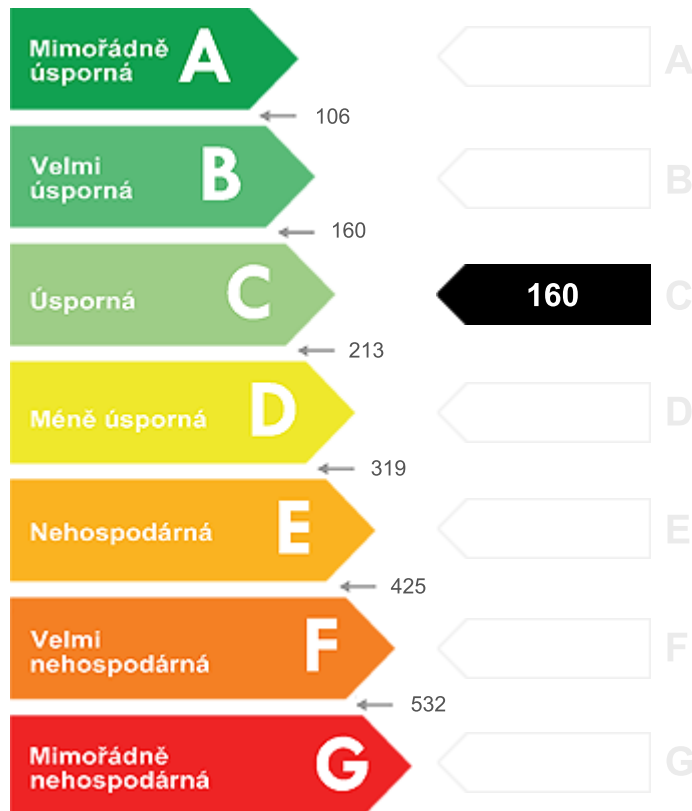 Mimořádně
úsporná
A
A
106
Velmi
úsporná
B
B
160
Úsporná
C
160
C
213
Méně úsporná
D
D
319
Nehospodárná
E
E
425
Velmi
nehospodárná
F
F
532
Mimořádně
nehospodárná
G
G